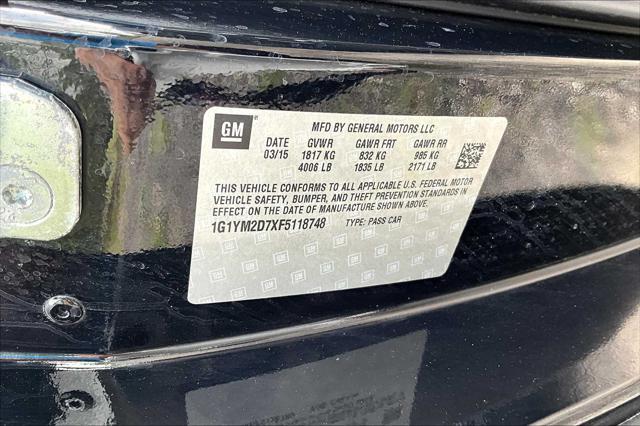 GM
MFD BY GENERAL MOTORS LLC
DATE GVWR GAWR FRT GAWR RR
03/15 1817 KG 832 KG 985 KG
4006 LB 1835 LB 2171 LB
THIS VEHICLE CONFORMS TO ALL APPLICABLE U.S. FEDERAL MOTOR
VEHICLE SAFETY, BUMPER, AND THEFT PREVENTION STANDARDS IN
EFFECT ON THE DATE OF MANUFACTURE SHOWN ABOVE.
1G1YM2D7XF5118748 TYPE: PASS CAR